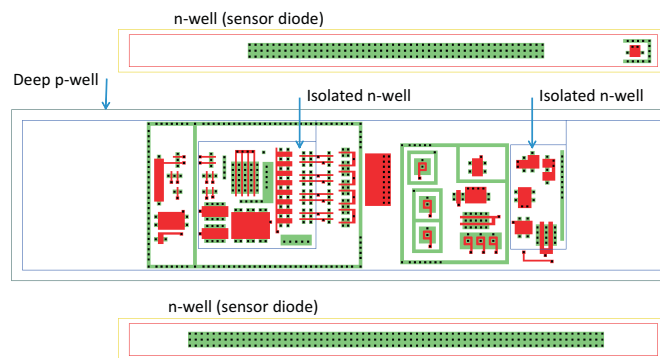 n-well (sensor diode)
Deep p-well
Isolated n-well
Isolated n-well
n-well (sensor diode)